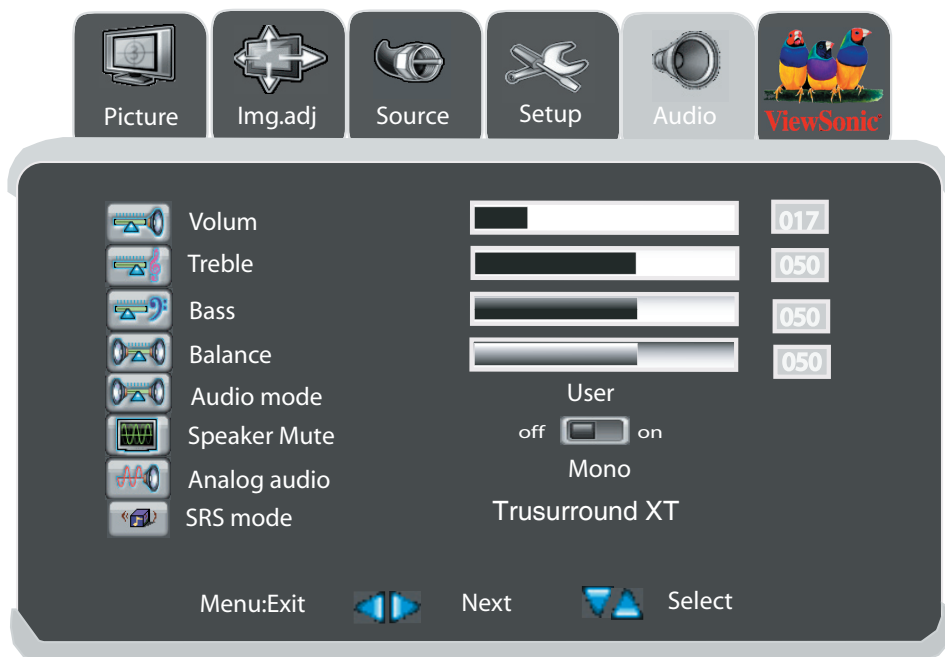 Picture Img.adj Source Setup Audio ViewSonic
Volum 017
Treble 050
Bass 050
Balance 050
Audio mode User
Speaker Mute off on
Analog audio Mono
SRS mode Trusurround XT
Menu:Exit Next Select